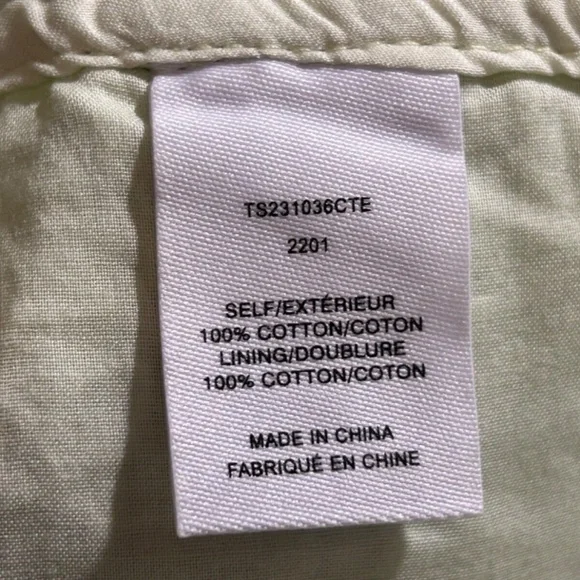 TS231036CTE
2201
SELF/EXTÉRIEUR
100% COTTON/COTON
LINING/DOUBLURE
100% COTTON/COTON
MADE IN CHINA
FABRIQUÉ EN CHINE